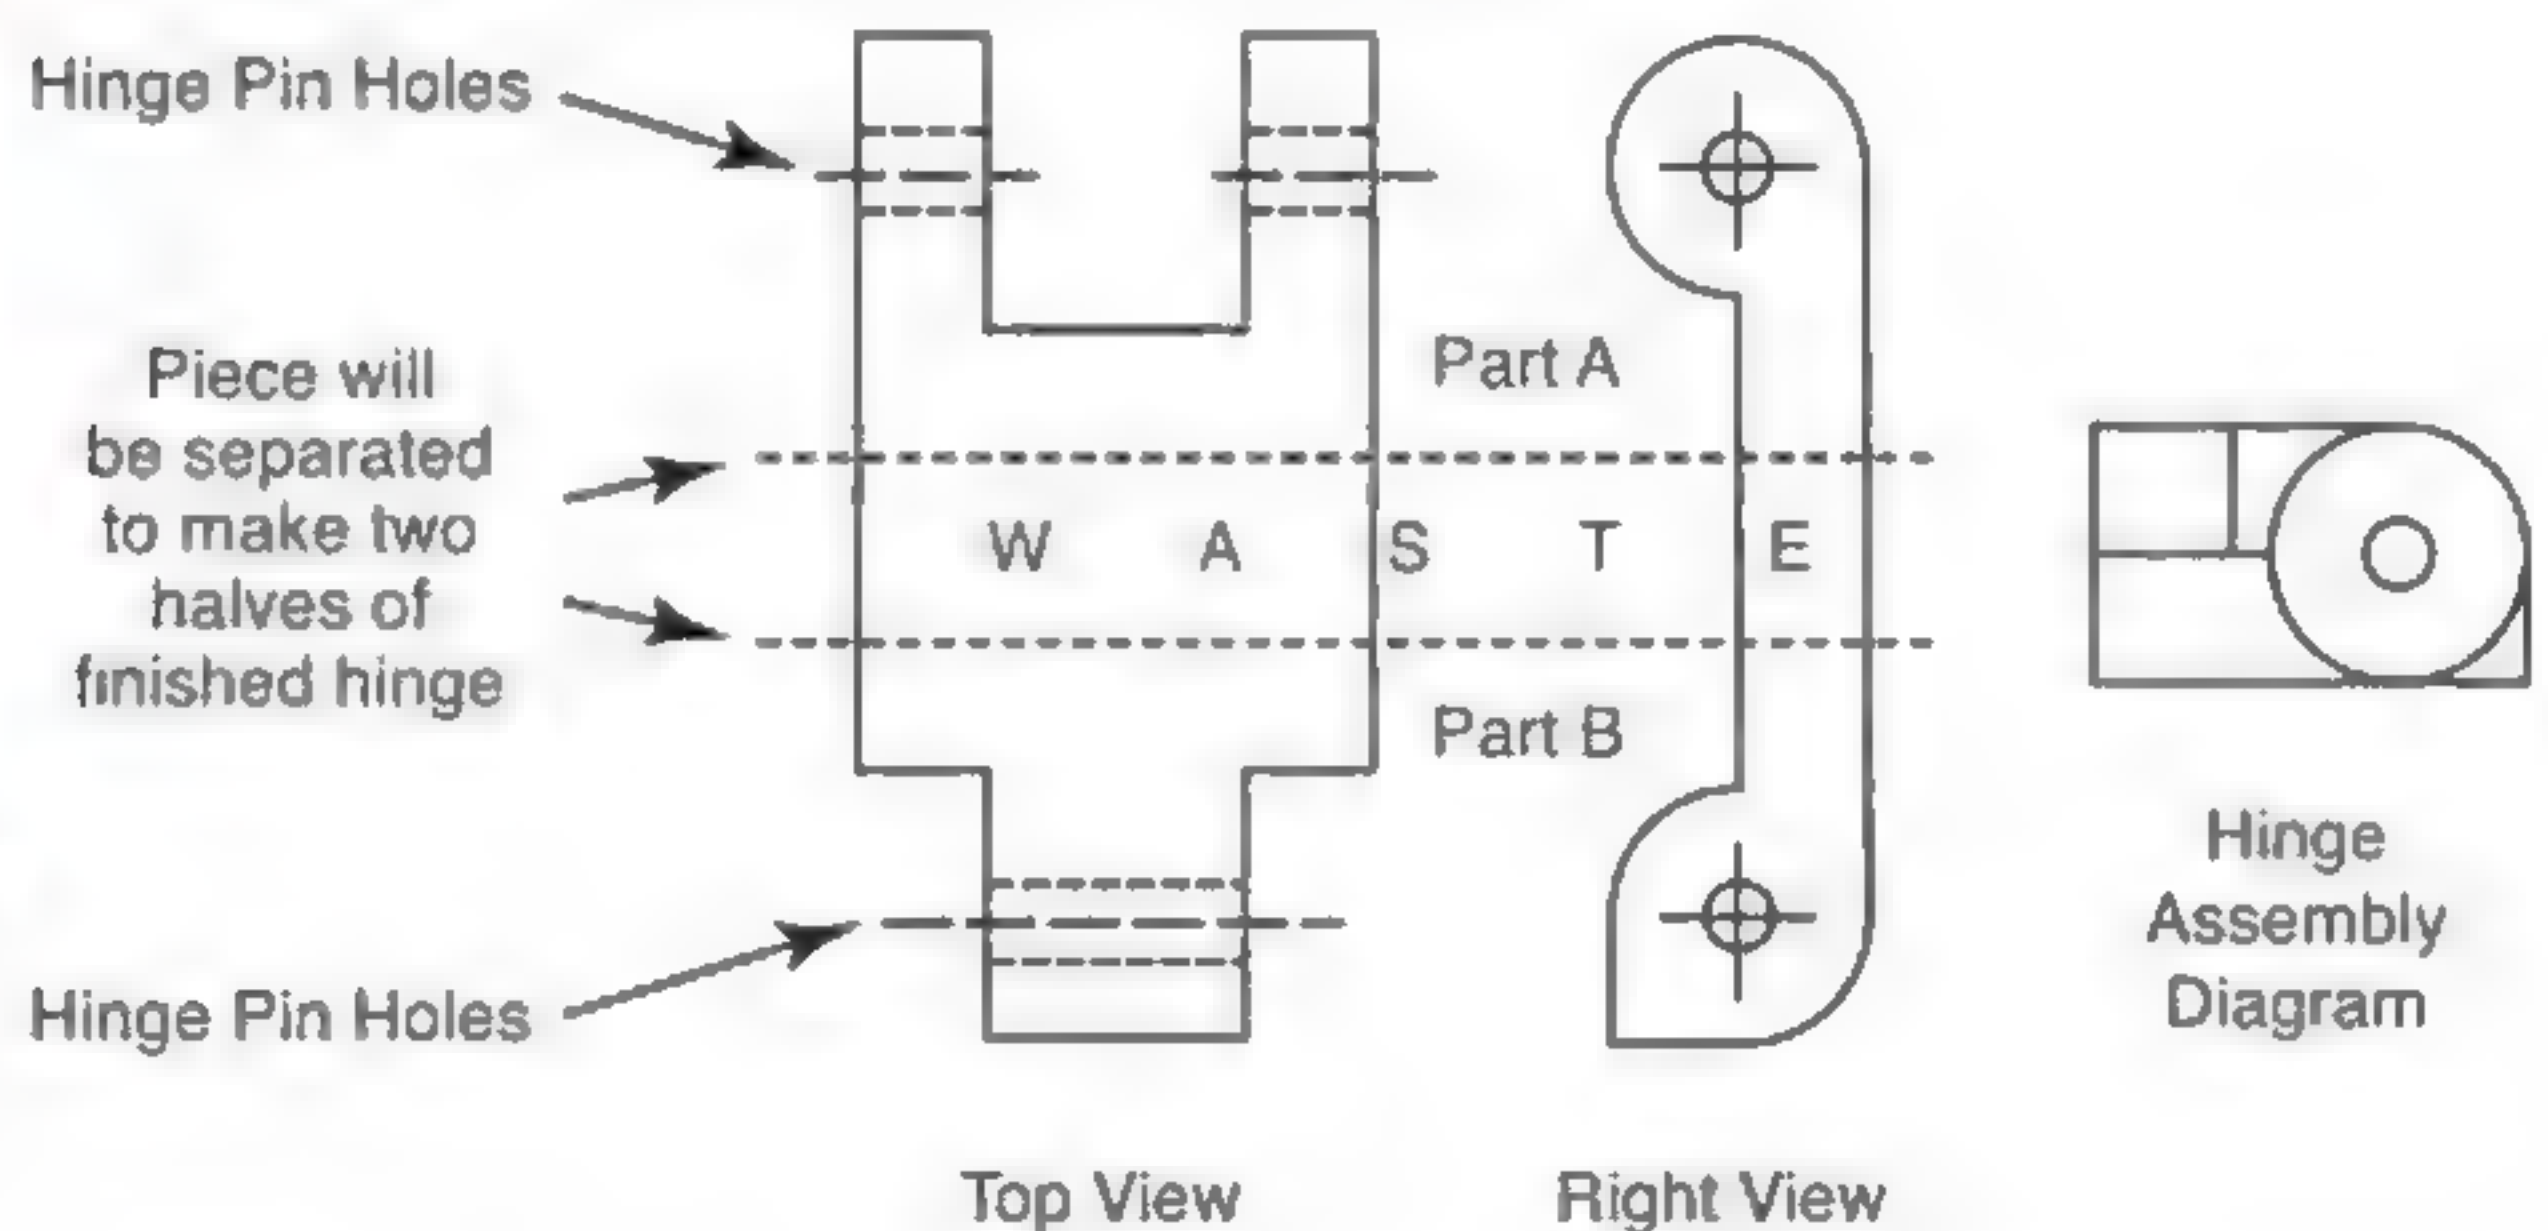 Hinge Pin Holes
Piece will
be separated
to make two
halves of
finished hinge
Hinge Pin Holes
Part A
W A S T E
Part B
Hinge
Assembly
Diagram
Top View
Right View